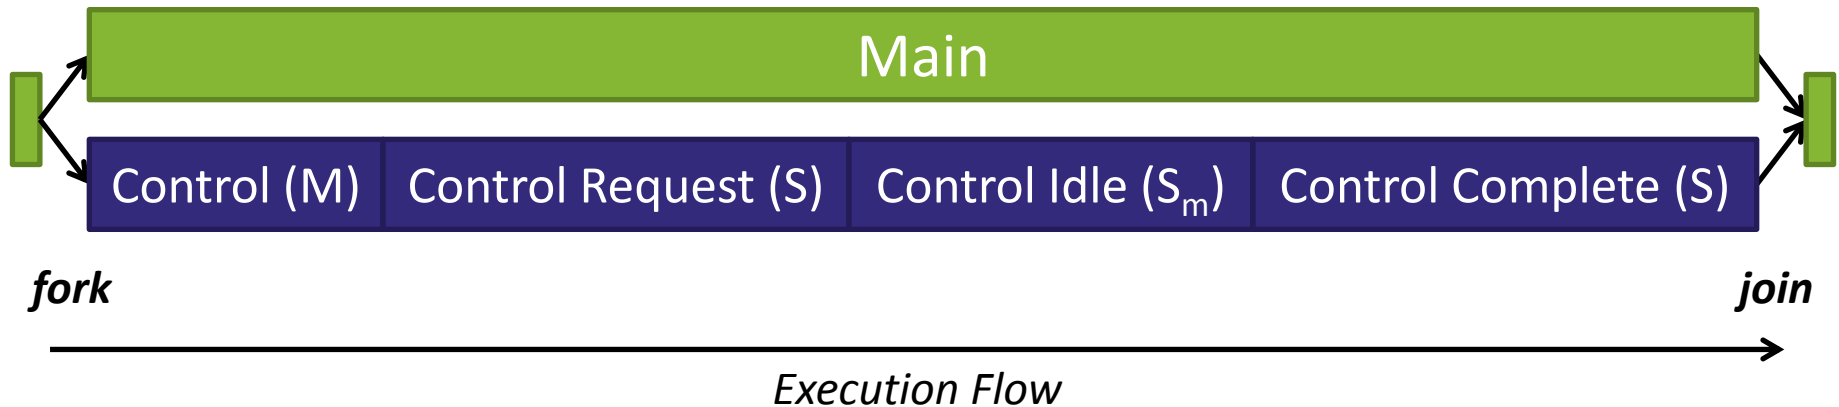 Main
Control (M) Control Request (S) Control Idle (Sₘ) Control Complete (S)
fork join
Execution Flow